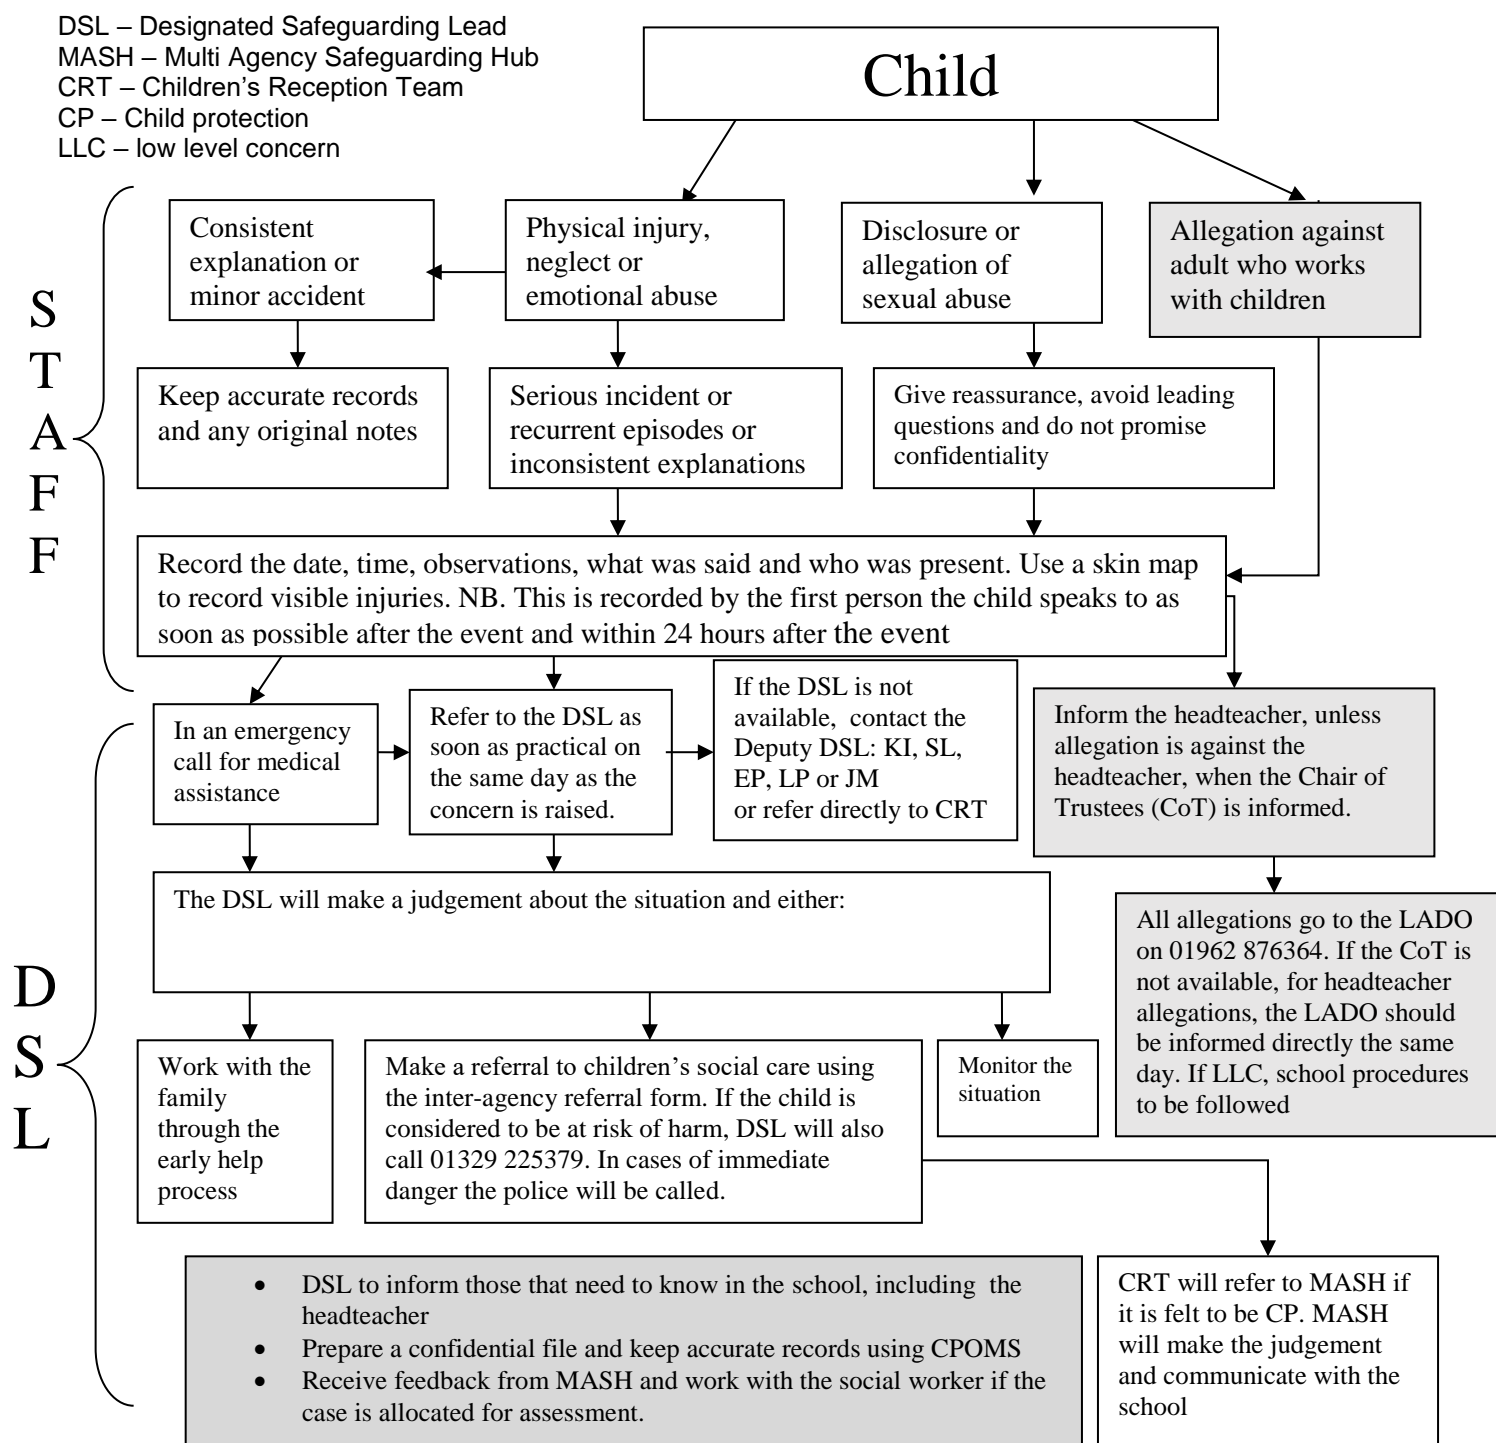 DSL – Designated Safeguarding Lead
MASH – Multi Agency Safeguarding Hub
CRT – Children's Reception Team
CP – Child protection
LLC – low level concern
Child
S
T
A
F
F
Consistent
explanation or
minor accident
Physical injury,
neglect or
emotional abuse
Disclosure or
allegation of
sexual abuse
Allegation against
adult who works
with children
Keep accurate records
and any original notes
Serious incident or
recurrent episodes or
inconsistent explanations
Give reassurance, avoid leading
questions and do not promise
confidentiality
Record the date, time, observations, what was said and who was present. Use a skin map
to record visible injuries. NB. This is recorded by the first person the child speaks to as
soon as possible after the event and within 24 hours after the event
In an emergency
call for medical
assistance
Refer to the DSL as
soon as practical on
the same day as the
concern is raised.
If the DSL is not
available,  contact the
Deputy DSL: KI, SL,
EP, LP or JM
or refer directly to CRT
Inform the headteacher, unless
allegation is against the
headteacher, when the Chair of
Trustees (CoT) is informed.
D
S
L
The DSL will make a judgement about the situation and either:
All allegations go to the LADO
on 01962 876364. If the CoT is
not available, for headteacher
allegations, the LADO should
be informed directly the same
day. If LLC, school procedures
to be followed
Work with the
family
through the
early help
process
Make a referral to children's social care using
the inter-agency referral form. If the child is
considered to be at risk of harm, DSL will also
call 01329 225379. In cases of immediate
danger the police will be called.
Monitor the
situation
• DSL to inform those that need to know in the school, including  the
headteacher
• Prepare a confidential file and keep accurate records using CPOMS
• Receive feedback from MASH and work with the social worker if the
case is allocated for assessment.
CRT will refer to MASH if
it is felt to be CP. MASH
will make the judgement
and communicate with the
school